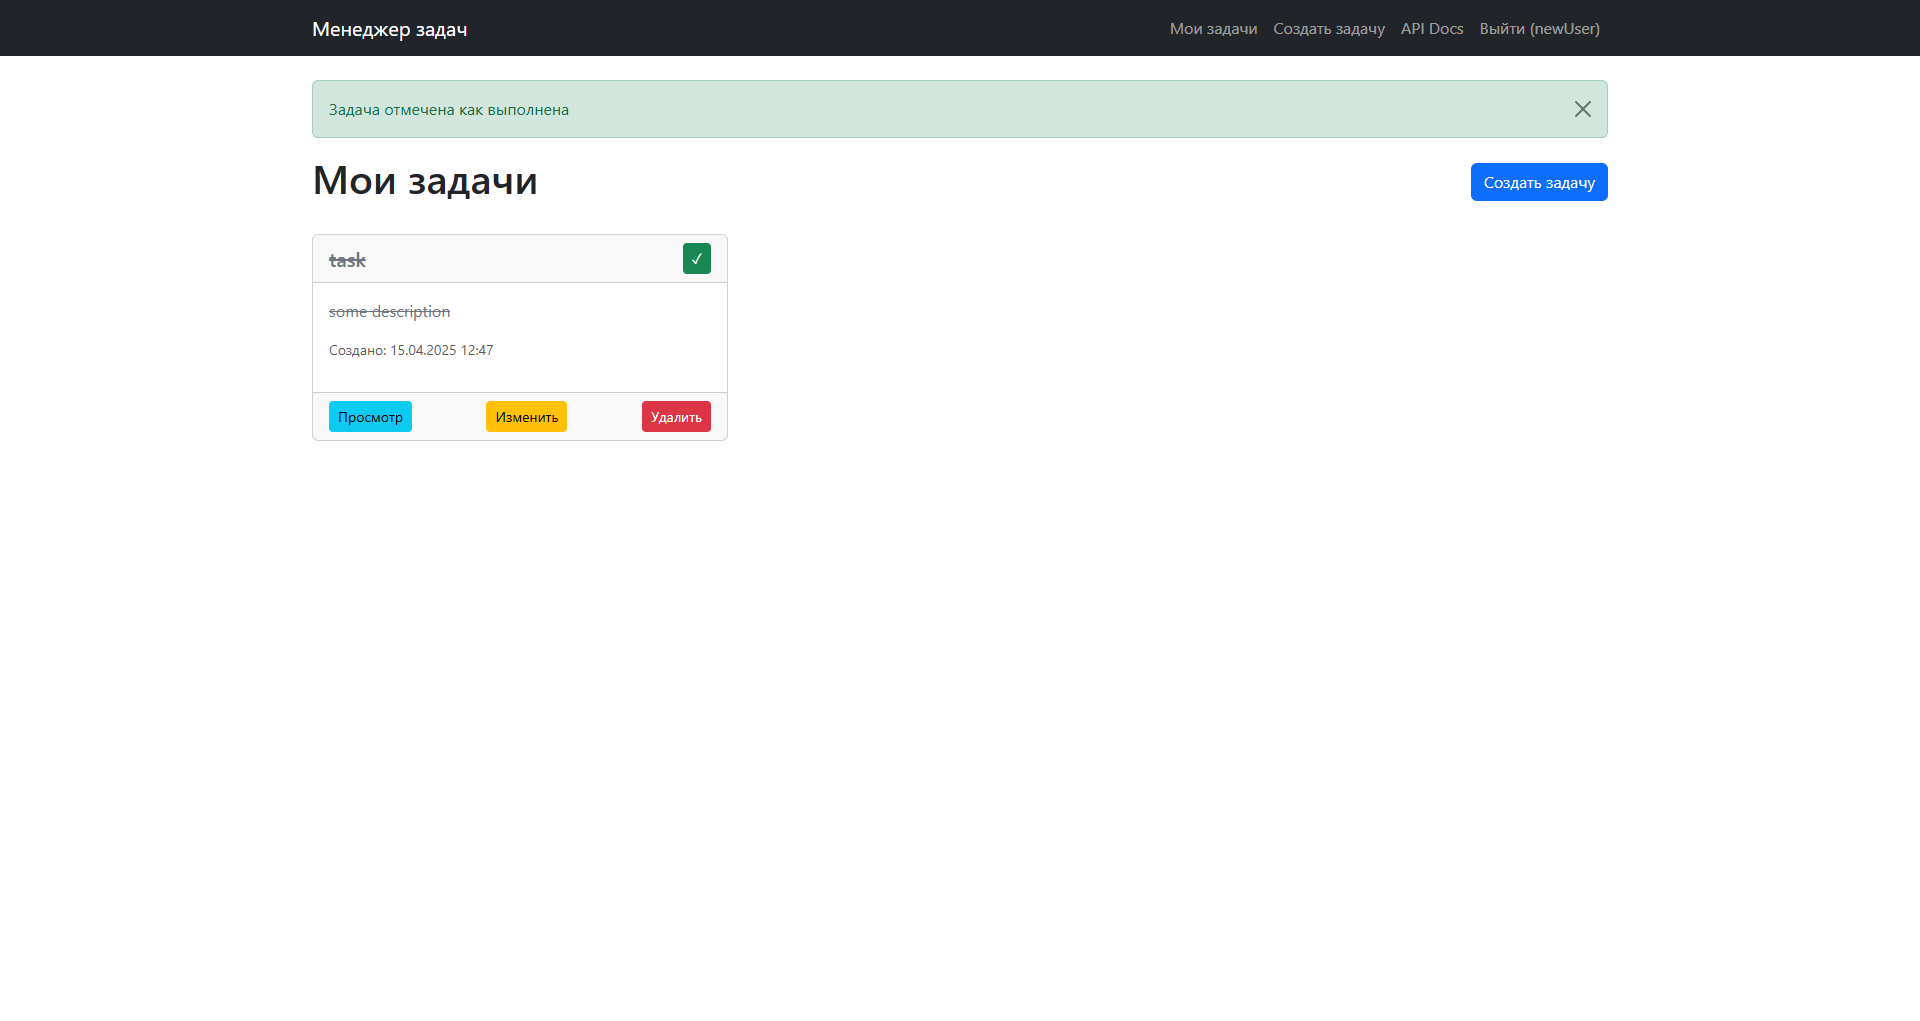 Менеджер задач
Мои задачи Создать задачу API Docs Выйти (newUser)
Задача отмечена как выполнена
Мои задачи
Создать задачу
task
✓
some description
Создано: 15.04.2025 12:47
Просмотр Изменить Удалить